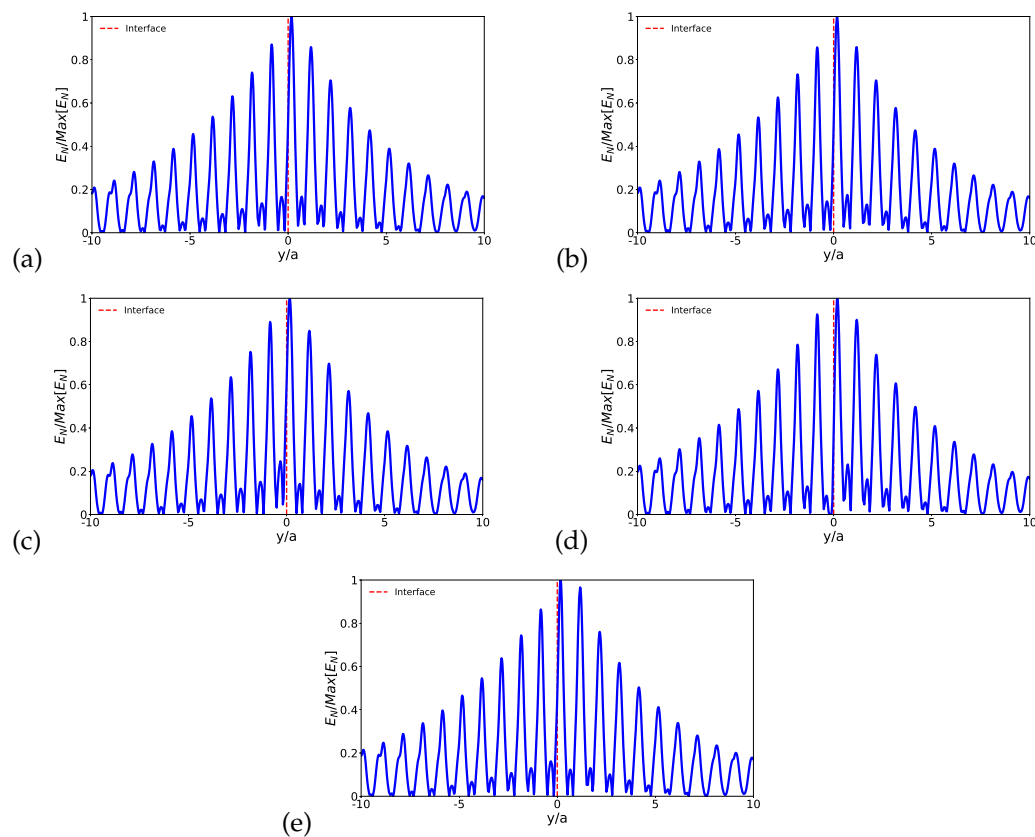 1
0.8
0.6
0.4
0.2
0
-10
-5
0
5
10
E_N/Max[E_N]
y/a
Interface
(a)
1
0.8
0.6
0.4
0.2
0
-10
-5
0
5
10
E_N/Max[E_N]
y/a
Interface
(b)
1
0.8
0.6
0.4
0.2
0
-10
-5
0
5
10
E_N/Max[E_N]
y/a
Interface
(c)
1
0.8
0.6
0.4
0.2
0
-10
-5
0
5
10
E_N/Max[E_N]
y/a
Interface
(d)
1
0.8
0.6
0.4
0.2
0
-10
-5
0
5
10
E_N/Max[E_N]
y/a
Interface
(e)